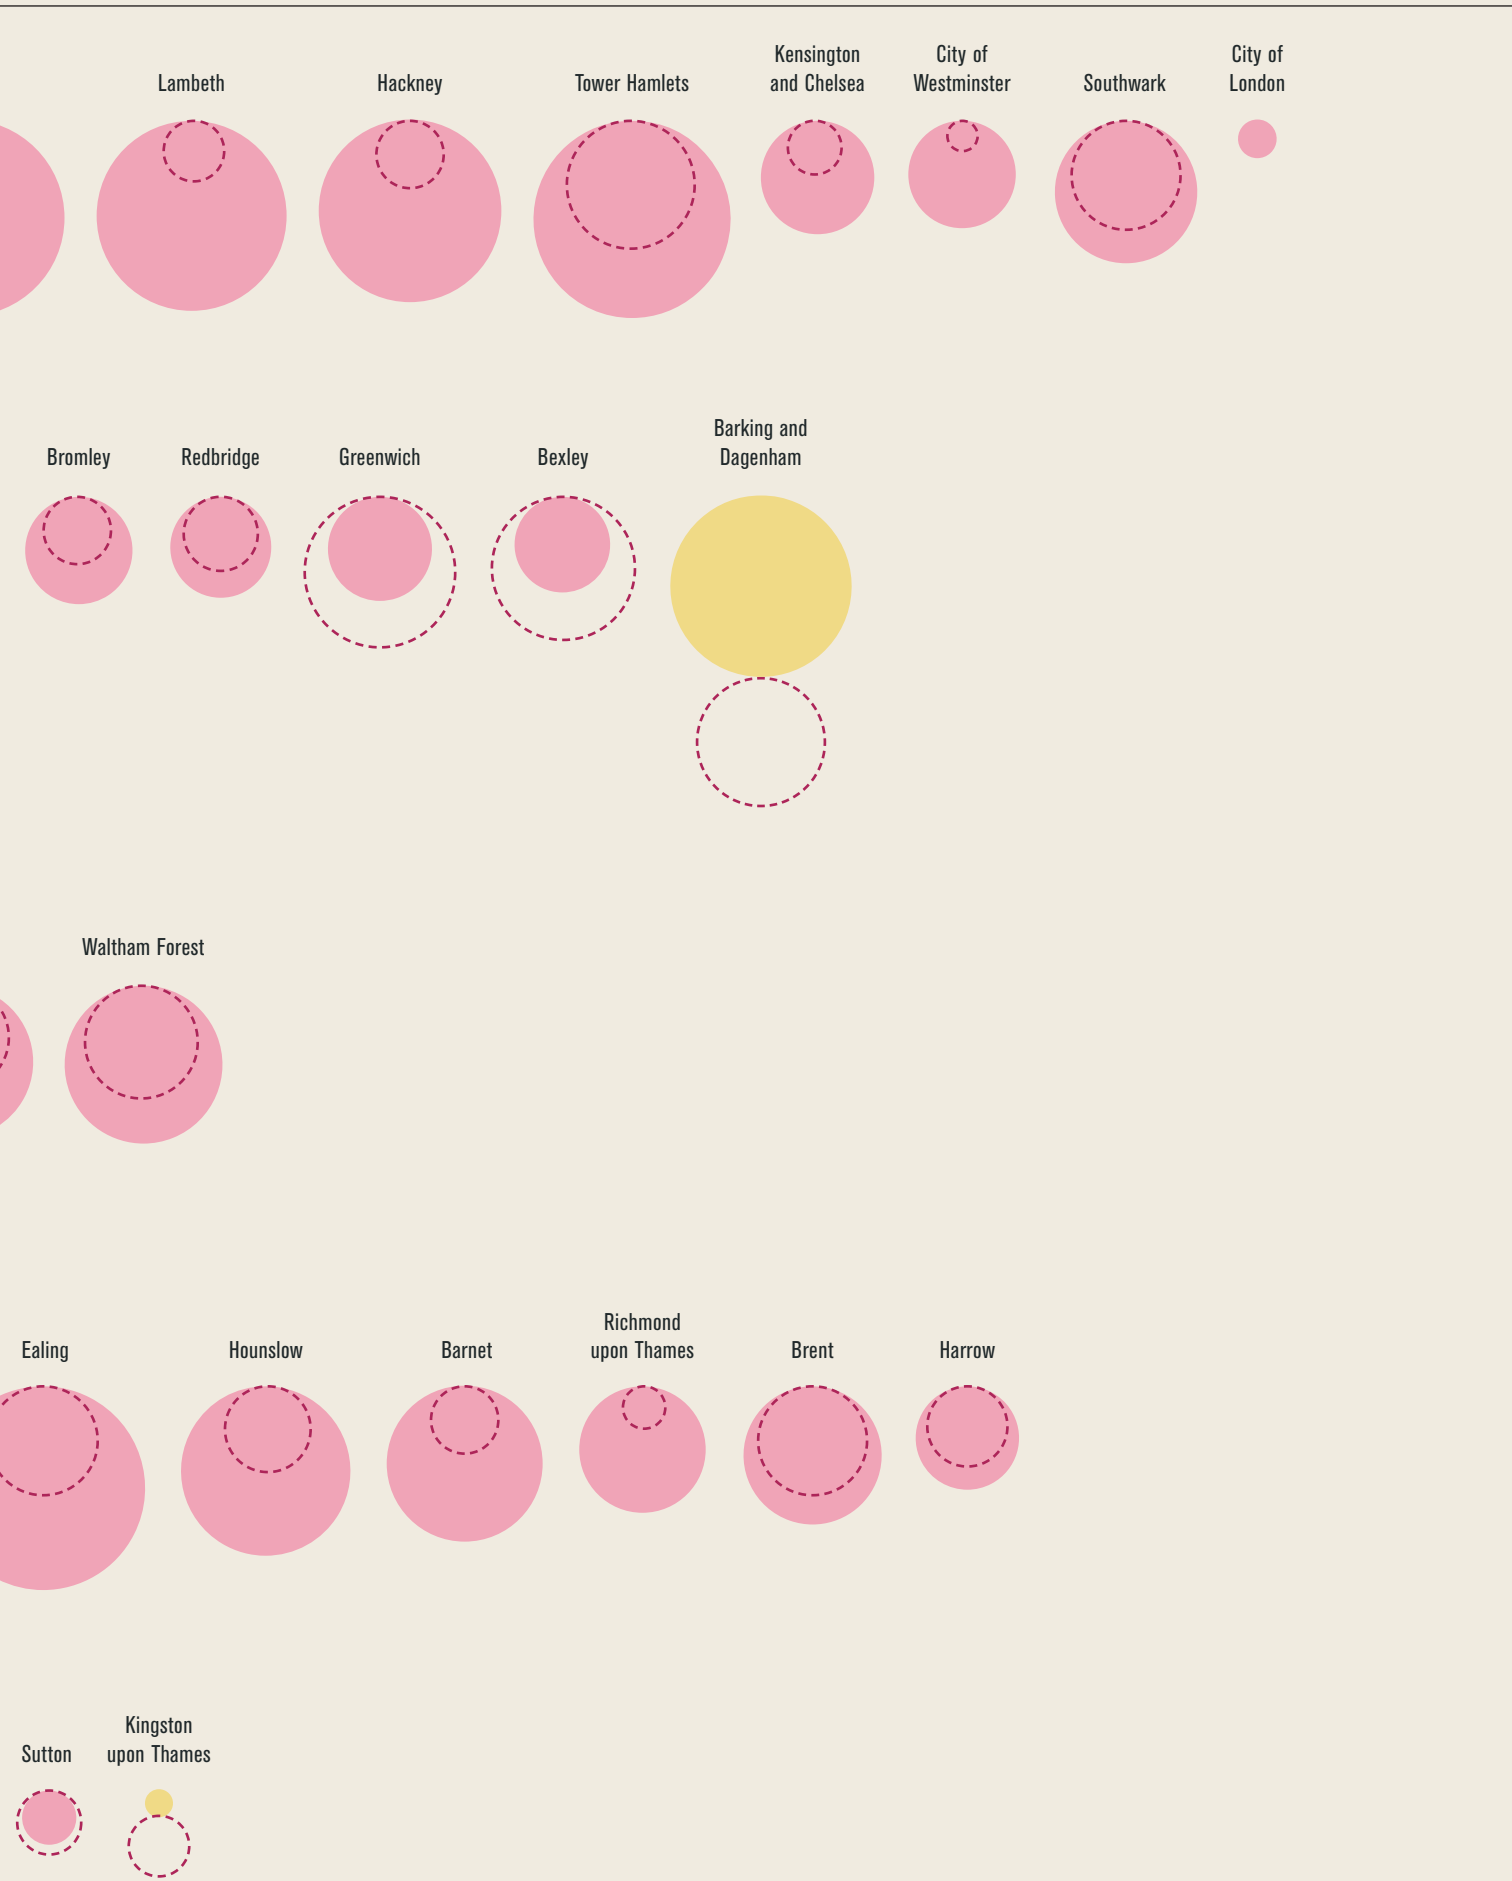 Lambeth
Hackney
Tower Hamlets
Kensington
and Chelsea
City of
Westminster
Southwark
City of
London
Bromley
Redbridge
Greenwich
Bexley
Barking and
Dagenham
Waltham Forest
Ealing
Hounslow
Barnet
Richmond
upon Thames
Brent
Harrow
Sutton
Kingston
upon Thames